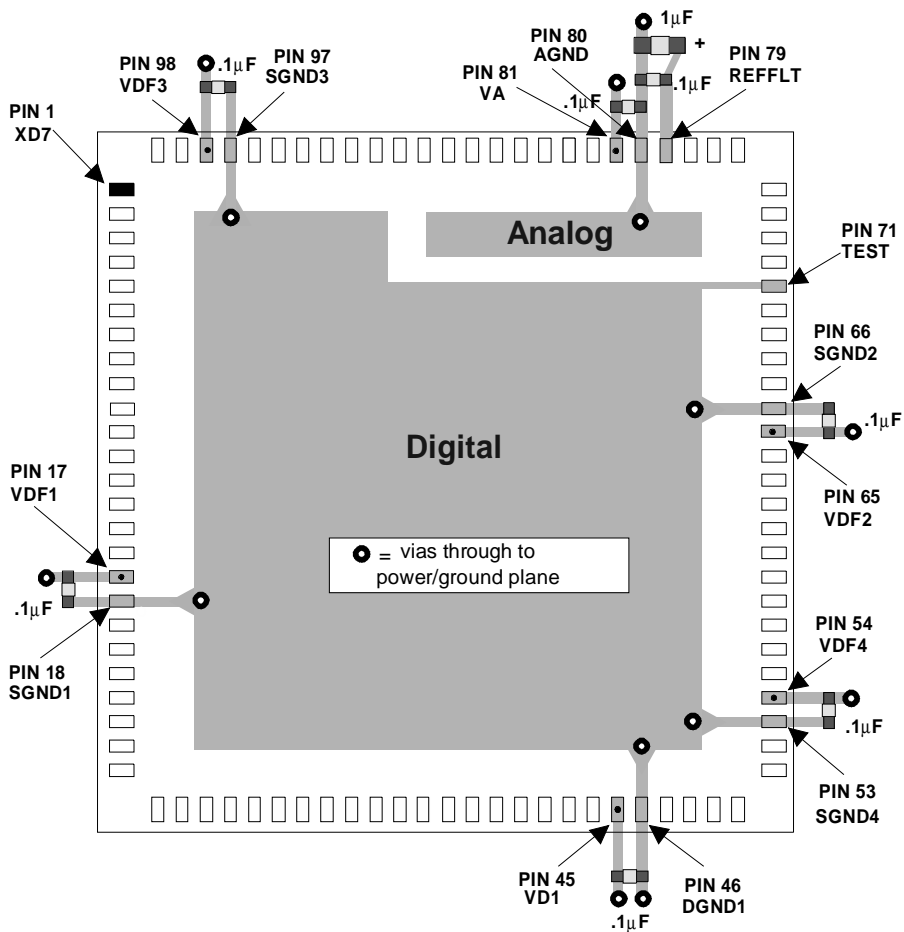 PIN 98
VDF3
.1µF
PIN 97
SGND3
PIN 80
AGND
1µF
+
PIN 79
REFFLT
PIN 81
VA
.1µF
.1µF
PIN 1
XD7
Analog
PIN 71
TEST
PIN 66
SGND2
.1µF
Digital
PIN 17
VDF1
PIN 65
VDF2
= vias through to
power/ground plane
.1µF
PIN 18
SGND1
PIN 54
VDF4
.1µF
PIN 53
SGND4
PIN 45
VD1
.1µF
PIN 46
DGND1